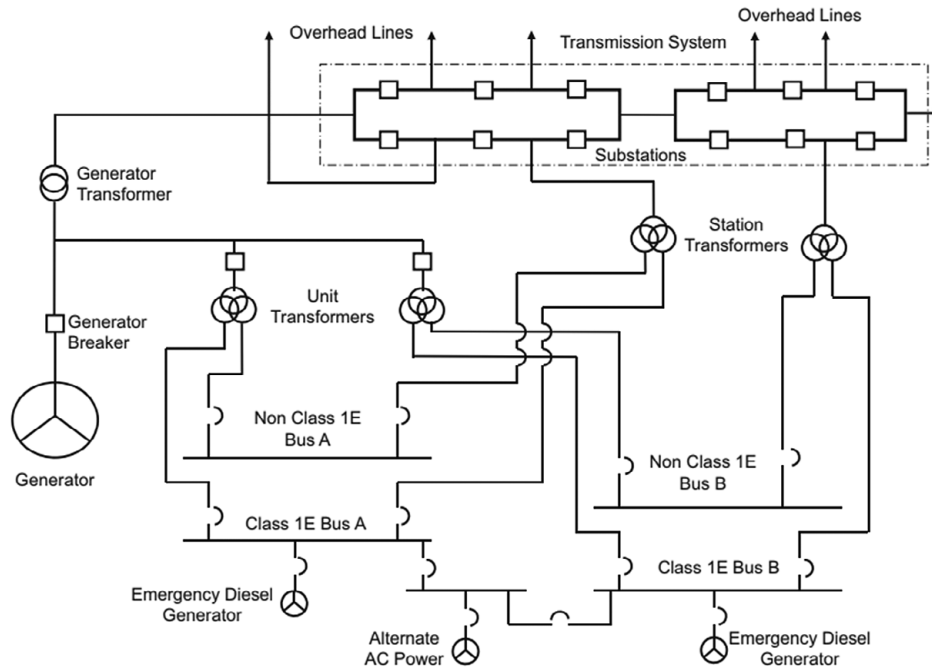 Overhead Lines
Overhead Lines
Transmission System
Substations
Generator
Transformer
Station
Transformers
Unit
Transformers
Generator
Breaker
Generator
Non Class 1E
Bus A
Non Class 1E
Bus B
Class 1E Bus A
Class 1E Bus B
Emergency Diesel
Generator
Alternate
AC Power
Emergency Diesel
Generator